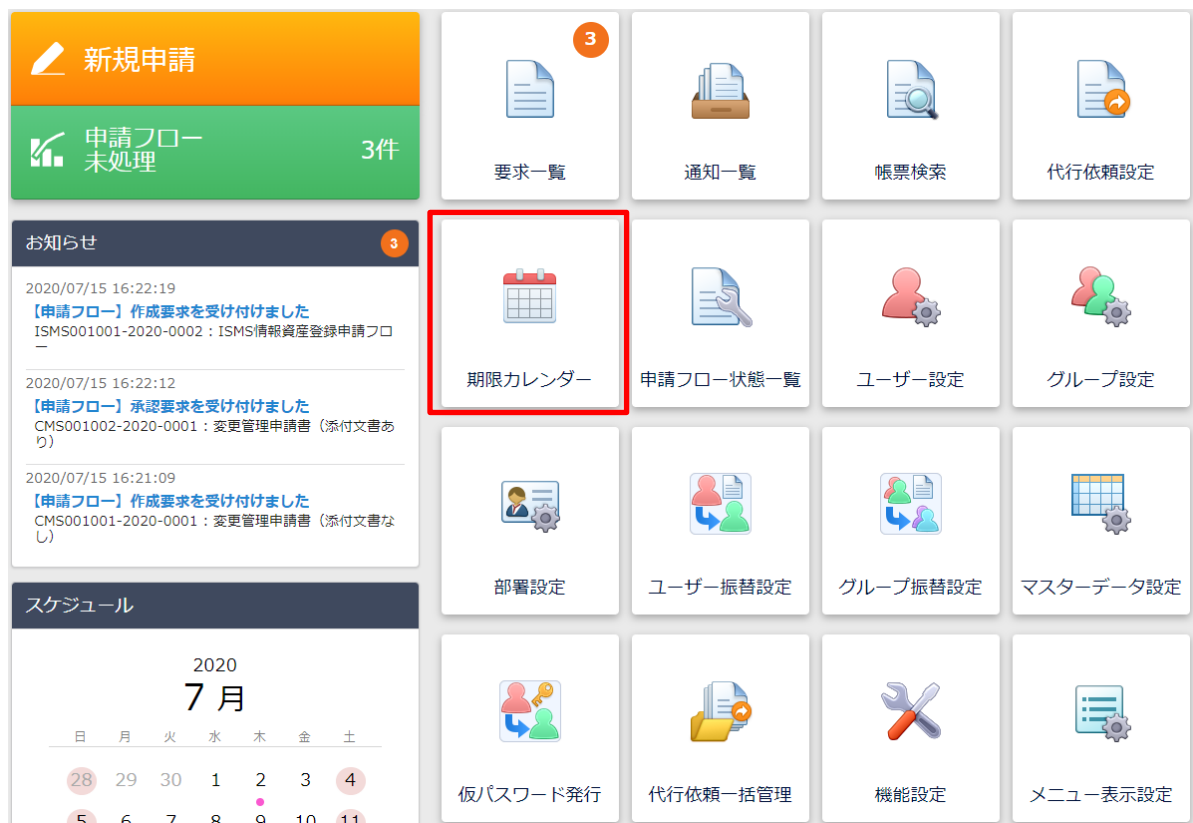 新規申請
申請フロー
未処理
3件
お知らせ
3
2020/07/15 16:22:19
【申請フロー】作成要求を受け付けました
ISMS001001-2020-0002：ISMS情報資産登録申請フロ
ー
2020/07/15 16:22:12
【申請フロー】承認要求を受け付けました
CMS001002-2020-0001：変更管理申請書（添付文書あ
り）
2020/07/15 16:21:09
【申請フロー】作成要求を受け付けました
CMS001001-2020-0001：変更管理申請書（添付文書な
し）
スケジュール
2020
7 月
日 月 火 水 木 金 土
28 29 30 1 2 3 4
5 6 7 8 9 10 11
3
要求一覧
通知一覧
帳票検索
代行依頼設定
期限カレンダー
申請フロー状態一覧
ユーザー設定
グループ設定
部署設定
ユーザー振替設定
グループ振替設定
マスターデータ設定
仮パスワード発行
代行依頼一括管理
機能設定
メニュー表示設定